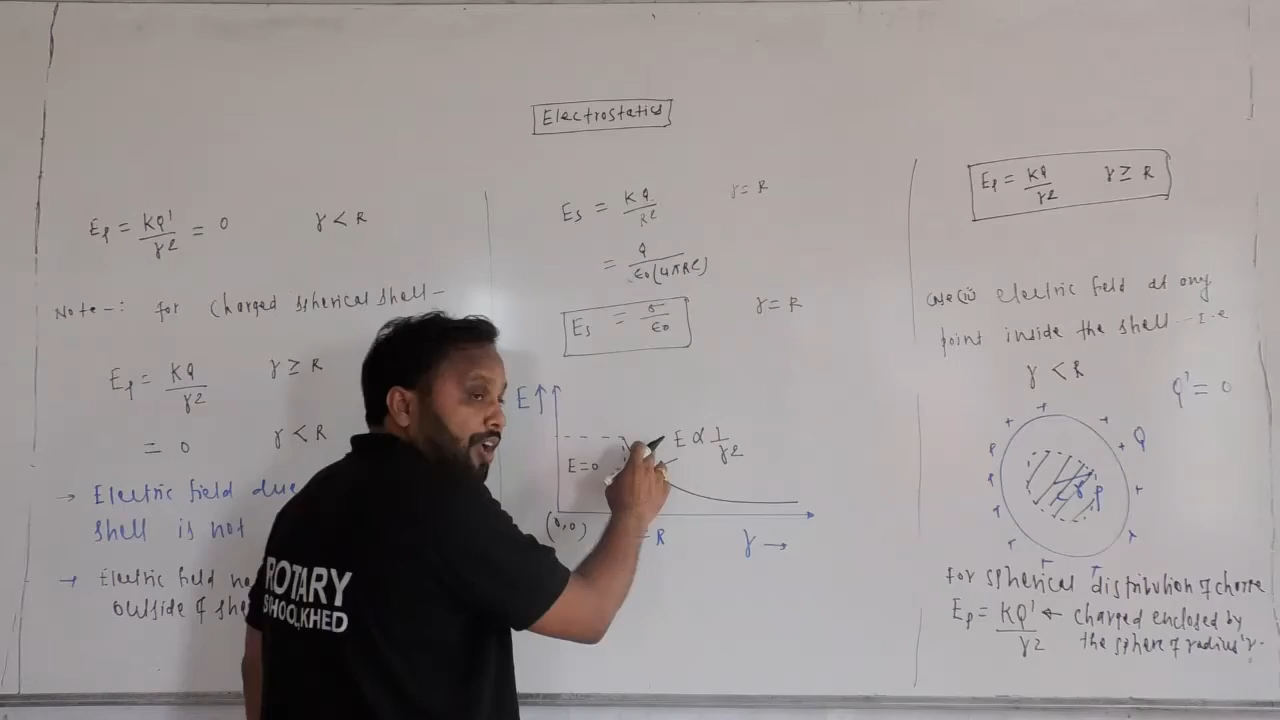 Electrostatics
Ep = KQ' / r2 = 0 r < R
Note -: for charged spherical shell -
Ep = KQ / r2 r ≥ R
= 0 r < R
→ Electric field due
shell is not
→ Electric field
outside of
Es = KQ / R2 r = R
= Q / ϵ0(4πR2)
Es = σ / ϵ0 r = R
E ↑
E ∝ 1/r2
E=0
(0,0)
R
r →
Ep = KQ / r2 r ≥ R
electric field at any
point inside the shell - I.e
r < R
Q' = 0
+ + + + + +
Q
r P
For spherical distribution of charge
Ep = KQ' / r2 ← charged enclosed by
the sphere of radius 'r.
ROTARY
SCHOOL,KHED